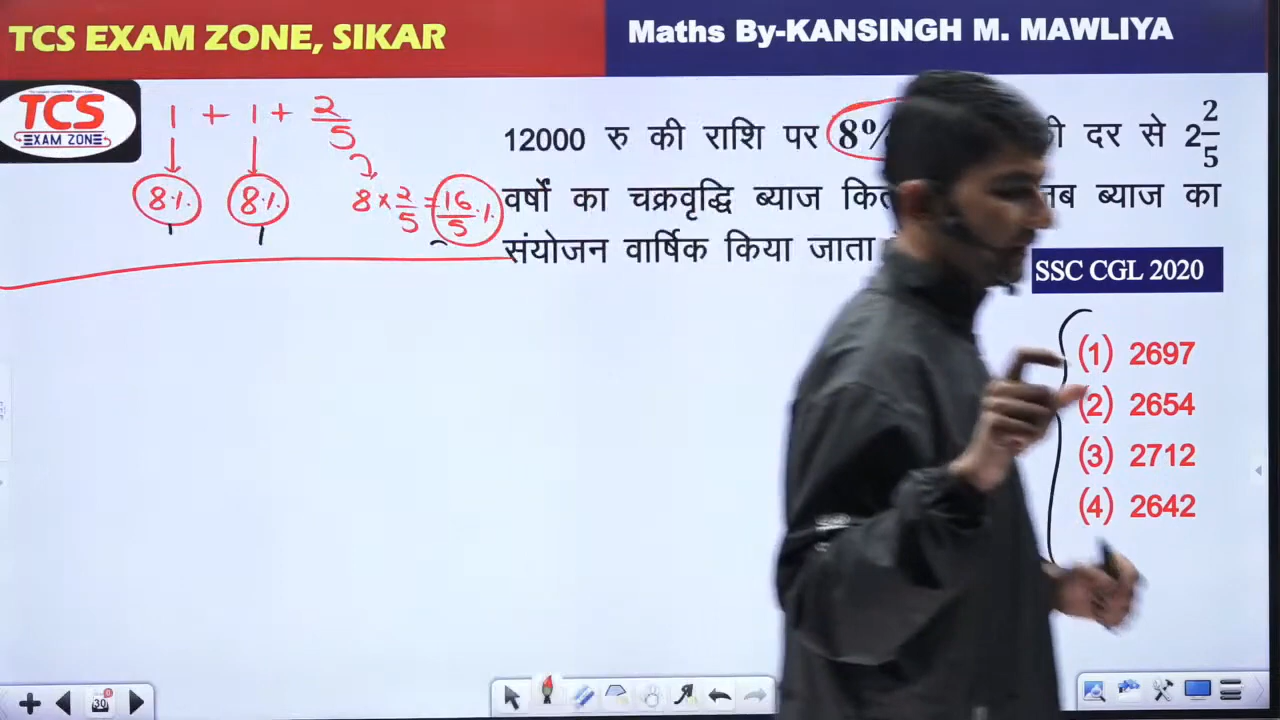 TCS EXAM ZONE, SIKAR
Maths By-KANSINGH M. MAWLIYA
TCS
EXAM ZONE
1 + 1 + 2/5
8% 8% 8 × 2/5 = 16/5 %
12000 रु की राशि पर 8% दर से 2 2/5
वर्षों का चक्रवृद्धि ब्याज ब्याज का
संयोजन वार्षिक किया जाता
SSC CGL 2020
(1) 2697
(2) 2654
(3) 2712
(4) 2642
30